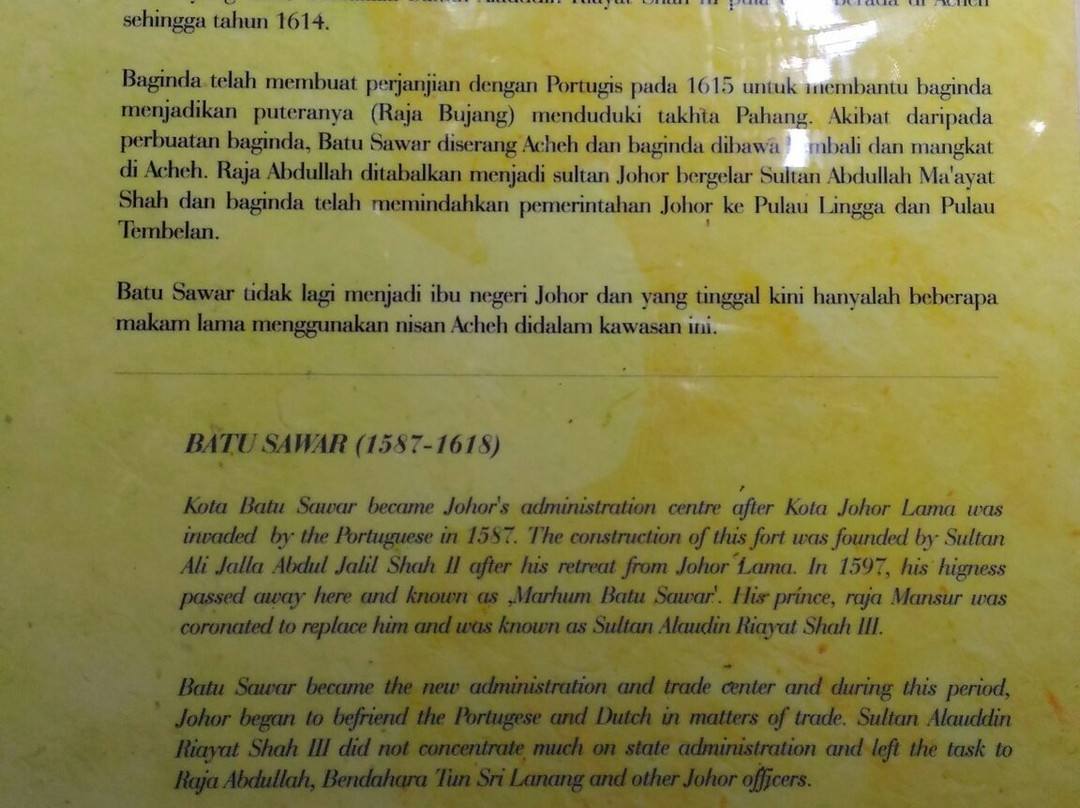 sehingga tahun 1614.
Baginda telah membuat perjanjian dengan Portugis pada 1615 untuk membantu baginda
menjadikan puteranya (Raja Bujang) menduduki takhta Pahang. Akibat daripada
perbuatan baginda, Batu Sawar diserang Acheh dan baginda dibawa kembali dan mangkat
di Acheh. Raja Abdullah ditabalkan menjadi sultan Johor bergelar Sultan Abdullah Ma'ayat
Shah dan baginda telah memindahkan pemerintahan Johor ke Pulau Lingga dan Pulau
Tembelan.
Batu Sawar tidak lagi menjadi ibu negeri Johor dan yang tinggal kini hanyalah beberapa
makam lama menggunakan nisan Acheh didalam kawasan ini.
BATU SAWAR (1587-1618)
Kota Batu Sawar became Johor's administration centre after Kota Johor Lama was
invaded by the Portuguese in 1587. The construction of this fort was founded by Sultan
Ali Jalla Abdul Jalil Shah II after his retreat from Johor Lama. In 1597, his higness
passed away here and known as ,Marhum Batu Sawar'. His prince, raja Mansur was
coronated to replace him and was known as Sultan Alaudin Riayat Shah III.
Batu Sawar became the new administration and trade center and during this period,
Johor began to befriend the Portugese and Dutch in matters of trade. Sultan Alauddin
Riayat Shah III did not concentrate much on state administration and left the task to
Raja Abdullah, Bendahara Tun Sri Lanang and other Johor officers.